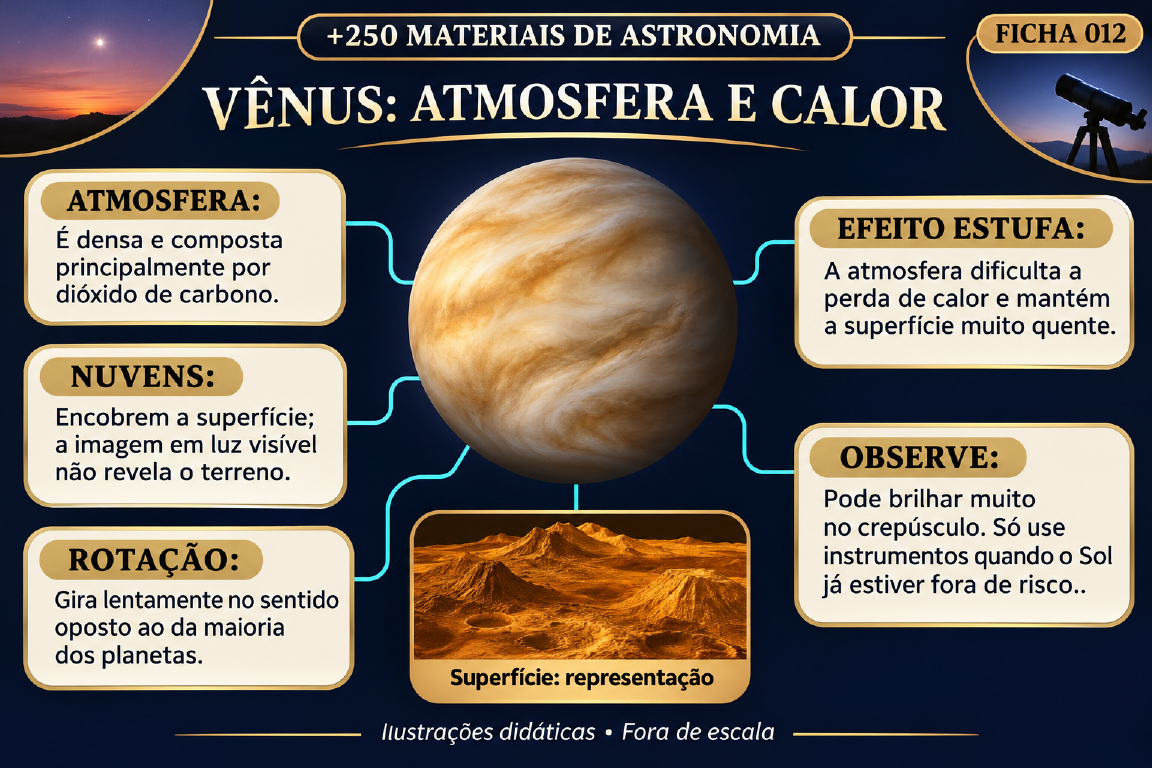 +250 MATERIAIS DE ASTRONOMIA
FICHA 012
VÊNUS: ATMOSFERA E CALOR
ATMOSFERA:
É densa e composta
principalmente por
dióxido de carbono.
NUVENS:
Encobrem a superfície;
a imagem em luz visível
não revela o terreno.
ROTAÇÃO:
Gira lentamente no sentido
oposto ao da maioria
dos planetas.
EFEITO ESTUFA:
A atmosfera dificulta a
perda de calor e mantém
a superfície muito quente.
OBSERVE:
Pode brilhar muito
no crepúsculo. Só use
instrumentos quando o Sol
já estiver fora de risco..
Superfície: representação
Ilustrações didáticas • Fora de escala